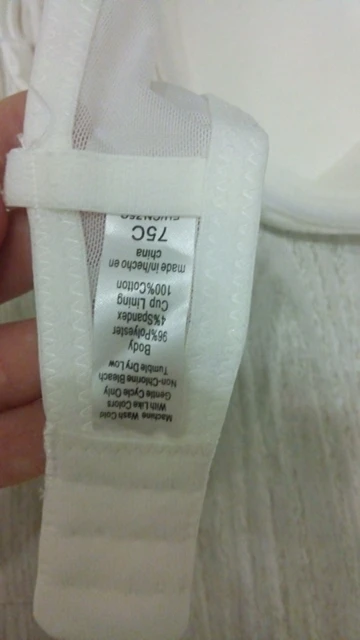 Machine Wash Cold
With Like Colors
Gentle Cycle Only
Non-Chlorine Bleach
Tumble Dry Low
Body
96%Polyester
4%Spandex
Cup Lining
100%Cotton
made in/hecho en
china
75C